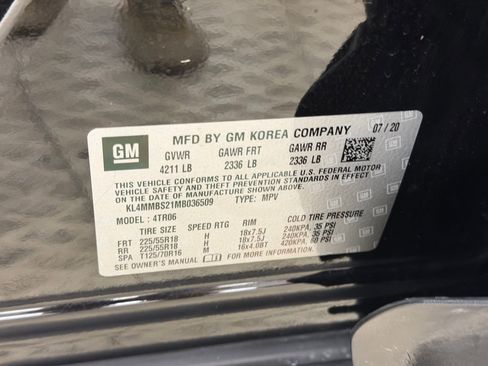 GM
MFD BY GM KOREA COMPANY 07/20
GVWR GAWR FRT GAWR RR
4211 LB 2336 LB 2336 LB
THIS VEHICLE CONFORMS TO ALL APPLICABLE U.S. FEDERAL MOTOR
VEHICLE SAFETY AND THEFT PREVENTION STANDARDS IN EFFECT ON
THE DATE OF MANUFACTURE SHOWN ABOVE.
KL4MMBS21MB036509 TYPE: MPV
MODEL : 4TR06
SPEED RTG RIM COLD TIRE PRESSURE
FRT 225/55R18 H 18x7.5J 240KPA, 35 PSI
225/55R18 H 18x7.5J 240KPA, 35 PSI
SPA T125/70R16 M 16x4.0BT 420KPA, 60 PSI
SEE OWNER'S MANUAL FOR MORE INFORMATION